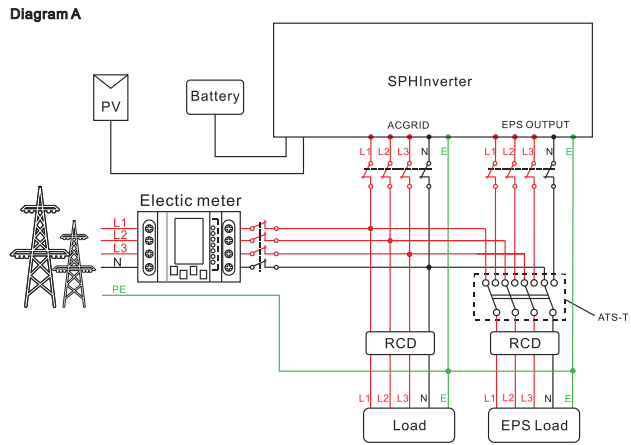 Diagram A
SPHInverter
PV
Battery
ACGRID
EPS OUTPUT
L1 L2 L3 N E
L1 L2 L3 N E
Electic meter
L1
L2
L3
N
PE
ATS-T
RCD
RCD
L1 L2 L3 N E
L1 L2 L3 N E
Load
EPS Load